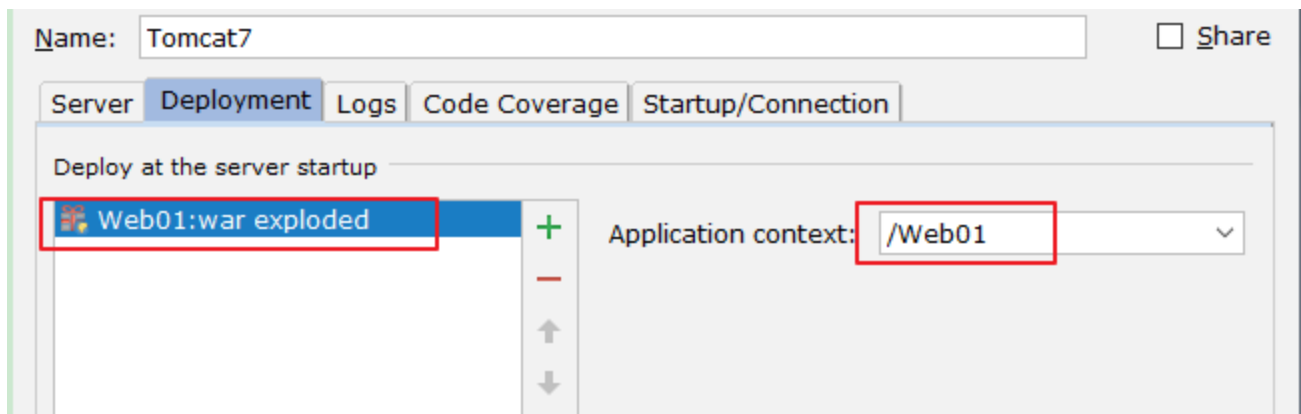 Name: Tomcat7 Share
Server Deployment Logs Code Coverage Startup/Connection
Deploy at the server startup
Web01:war exploded
Application context: /Web01